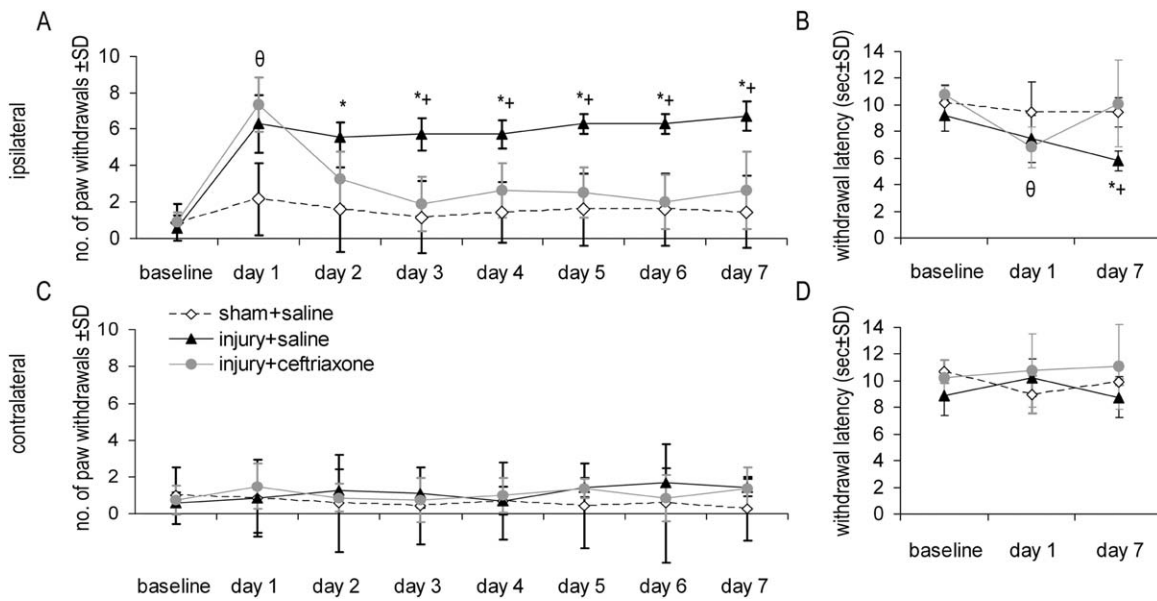 A
ipsilateral
no. of paw withdrawals ±SD
10
8
6
4
2
0
θ
*
*+
*+
*+
*+
*+
baseline day 1 day 2 day 3 day 4 day 5 day 6 day 7
B
withdrawal latency (sec±SD)
14
12
10
8
6
4
2
0
θ
*+
baseline day 1 day 7
C
contralateral
no. of paw withdrawals ±SD
10
8
6
4
2
0
sham+saline
injury+saline
injury+ceftriaxone
baseline day 1 day 2 day 3 day 4 day 5 day 6 day 7
D
withdrawal latency (sec±SD)
14
12
10
8
6
4
2
0
baseline day 1 day 7